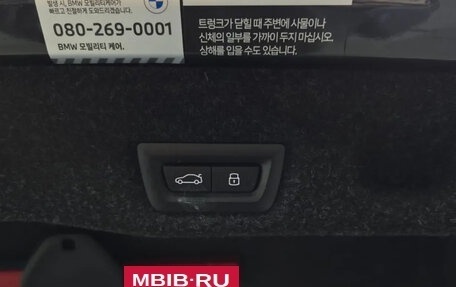 발생 시, BMW 모빌리티케어가
빠르고 친절하게 도와드리겠습니다.
080-269-0001
BMW 모빌리티 케어.
트렁크가 닫힐 때 주변에 사물이나
신체의 일부를 가까이 두지 마십시오.
상해를 입을 수도 있습니다.
MBIB.RU